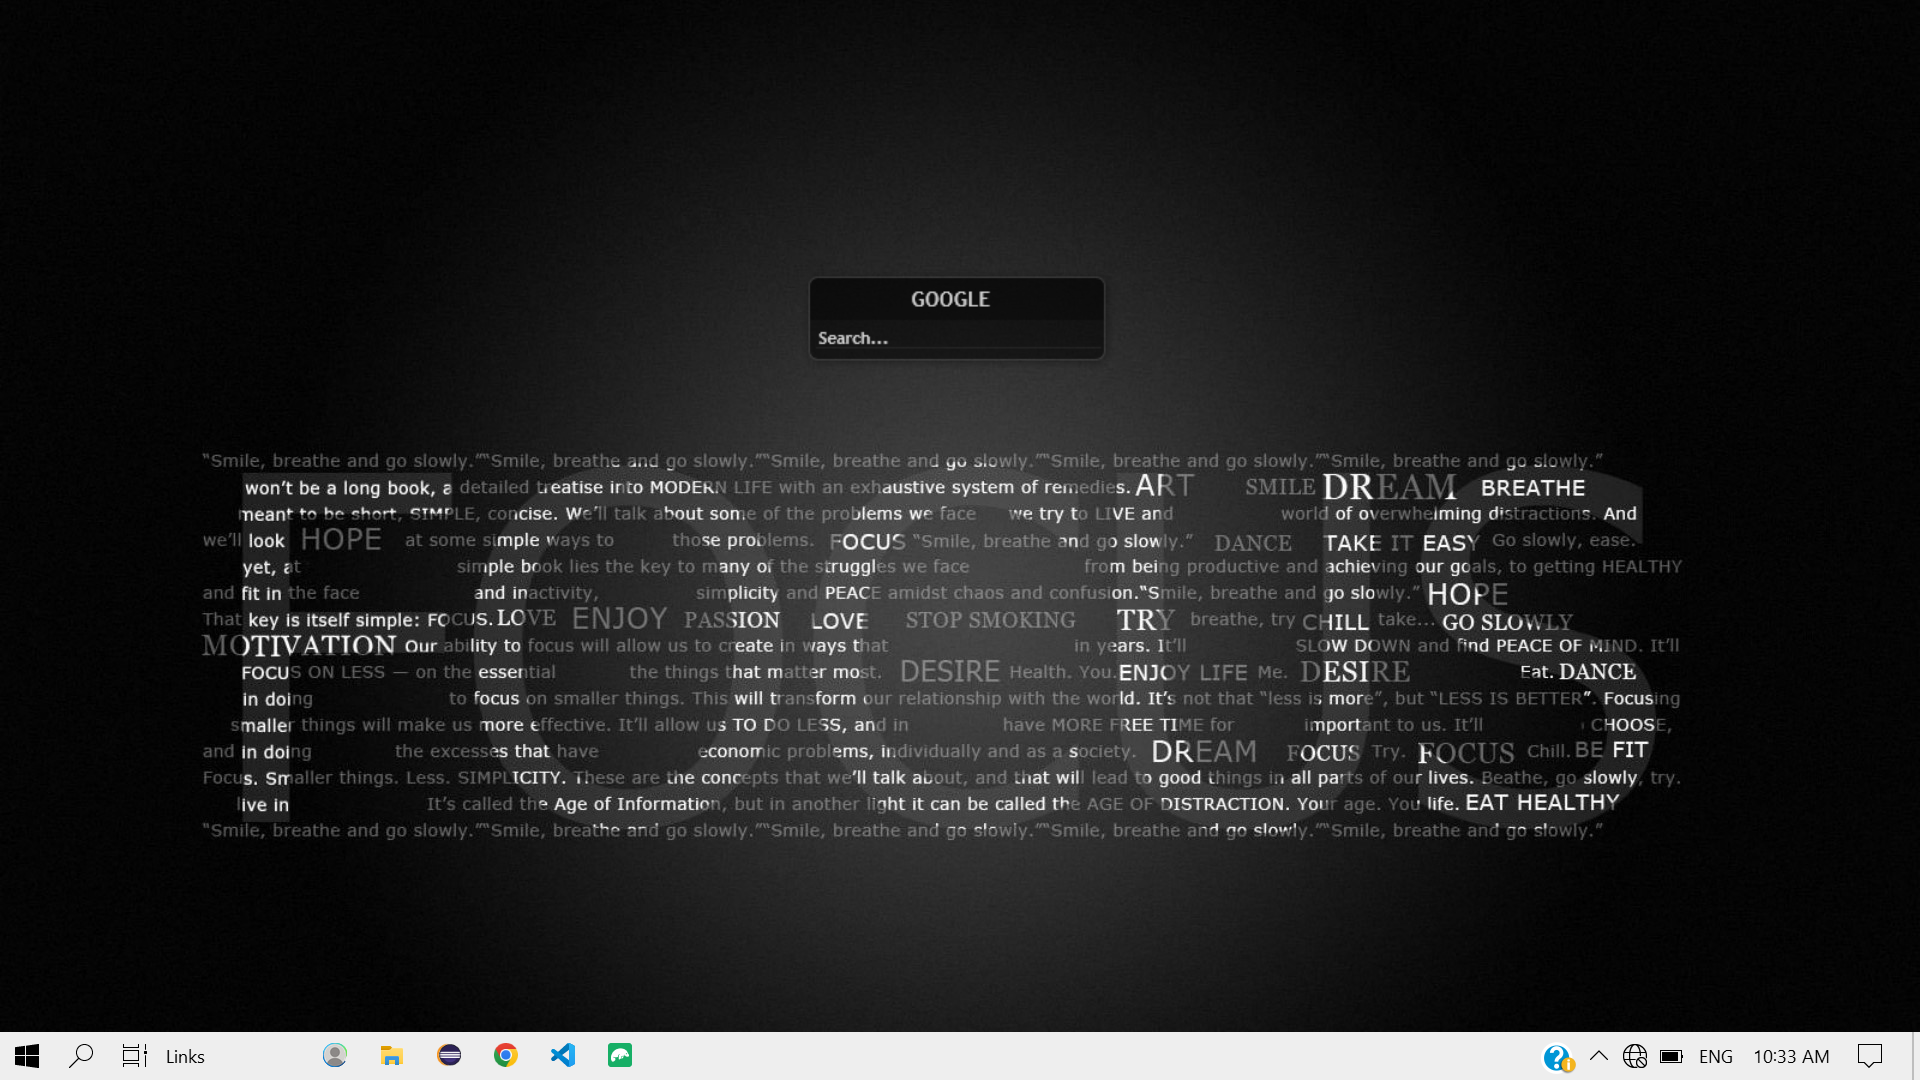 GOOGLE
Search...
“Smile, breathe and go slowly.”“Smile, breathe and go slowly.”“Smile, breathe and go slowly.”“Smile, breathe and go slowly.”“Smile, breathe and go slowly.”
won’t be a long book, a detailed treatise into MODERN LIFE with an exhaustive system of remedies. ART SMILE DREAM BREATHE
meant to be short, SIMPLE, concise. We’ll talk about some of the problems we face we try to LIVE and world of overwhelming distractions. And
we’ll look HOPE at some simple ways to those problems. FOCUS “Smile, breathe and go slowly.” DANCE TAKE IT EASY Go slowly, ease.
yet, at simple book lies the key to many of the struggles we face from being productive and achieving our goals, to getting HEALTHY
and fit in the face and inactivity, simplicity and PEACE amidst chaos and confusion.“Smile, breathe and go slowly.” HOPE
That key is itself simple: FOCUS. LOVE ENJOY PASSION LOVE STOP SMOKING TRY breathe, try CHILL take... GO SLOWLY
MOTIVATION Our ability to focus will allow us to create in ways that in years. It’ll SLOW DOWN and find PEACE OF MIND. It’ll
FOCUS ON LESS — on the essential the things that matter most. DESIRE Health. You. ENJOY LIFE Me. DESIRE Eat. DANCE
in doing to focus on smaller things. This will transform our relationship with the world. It’s not that “less is more”, but “LESS IS BETTER”. Focusing
smaller things will make us more effective. It’ll allow us TO DO LESS, and in have MORE FREE TIME for important to us. It’ll CHOOSE,
and in doing the excesses that have economic problems, individually and as a society. DREAM FOCUS Try. FOCUS Chill. BE FIT
Focus. Smaller things. Less. SIMPLICITY. These are the concepts that we’ll talk about, and that will lead to good things in all parts of our lives. Beathe, go slowly, try.
live in It’s called the Age of Information, but in another light it can be called the AGE OF DISTRACTION. Your age. You life. EAT HEALTHY
“Smile, breathe and go slowly.”“Smile, breathe and go slowly.”“Smile, breathe and go slowly.”“Smile, breathe and go slowly.”“Smile, breathe and go slowly.”
FOCUS
Links ENG 10:33 AM